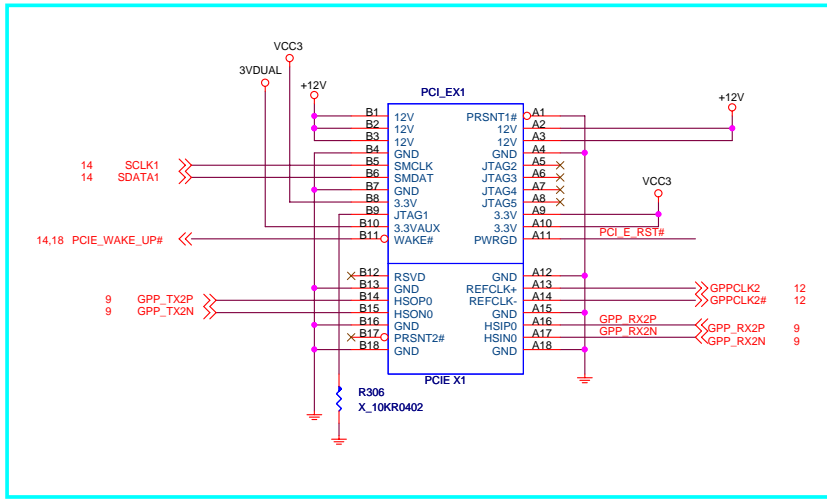 VCC3
3VDUAL
+12V
PCI_EX1
+12V
B1 12V PRSNT1# A1
B2 12V 12V A2
B3 12V 12V A3
B4 GND GND A4
14 SCLK1 B5 SMCLK JTAG2 A5
14 SDATA1 B6 SMDAT JTAG3 A6
B7 GND JTAG4 A7
VCC3
B8 3.3V JTAG5 A8
B9 JTAG1 3.3V A9
B10 3.3VAUX 3.3V A10
14,18 PCIE_WAKE_UP# B11 WAKE# PWRGD A11 PCI_E_RST#
B12 RSVD GND A12
B13 GND REFCLK+ A13 GPPCLK2 12
9 GPP_TX2P B14 HSOP0 REFCLK- A14 GPPCLK2# 12
9 GPP_TX2N B15 HSON0 GND A15
B16 GND HSIP0 A16 GPP_RX2P GPP_RX2P 9
B17 PRSNT2# HSIN0 A17 GPP_RX2N GPP_RX2N 9
B18 GND GND A18
PCIE X1
R306
X_10KR0402